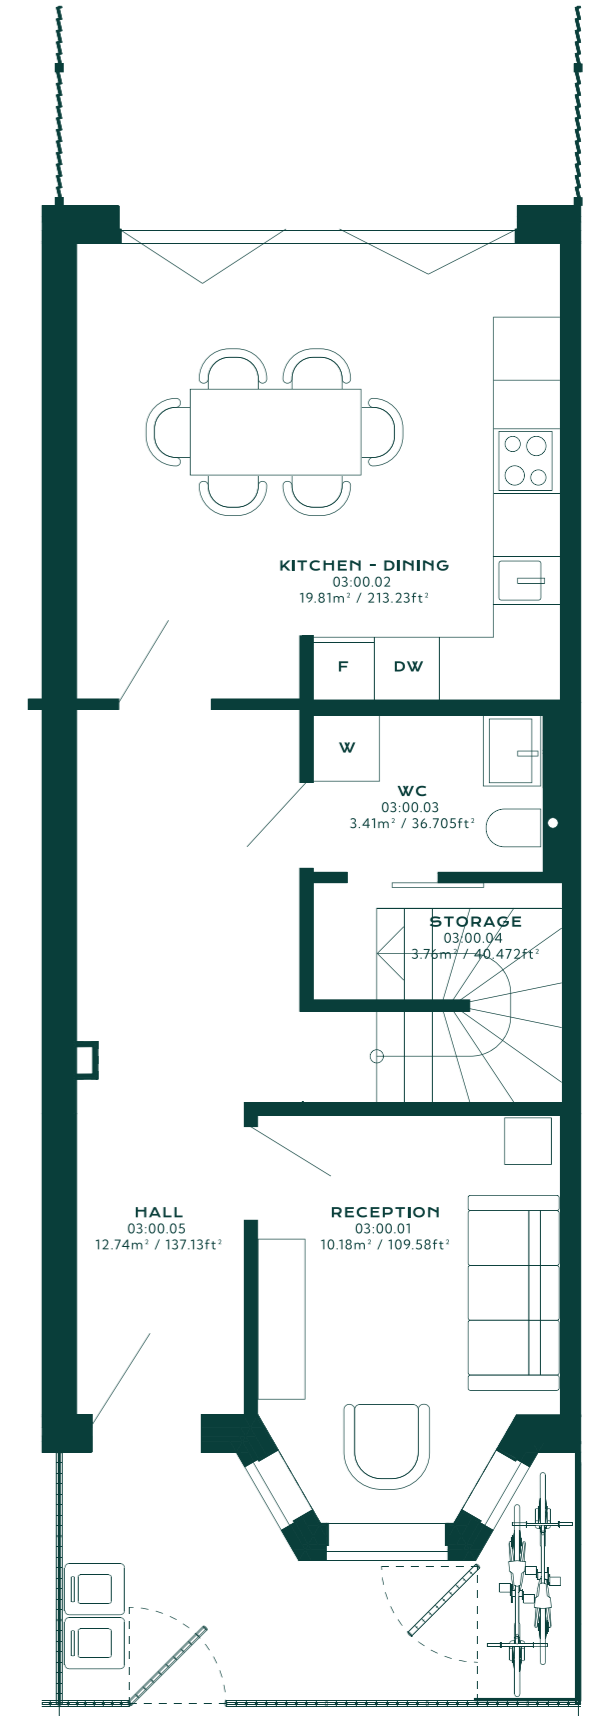 KITCHEN - DINING
03:00.02
19.81m² / 213.23ft²
F
DW
W
WC
03:00.03
3.41m² / 36.705ft²
STORAGE
03:00.04
3.76m² / 40.472ft²
HALL
03:00.05
12.74m² / 137.13ft²
RECEPTION
03:00.01
10.18m² / 109.58ft²